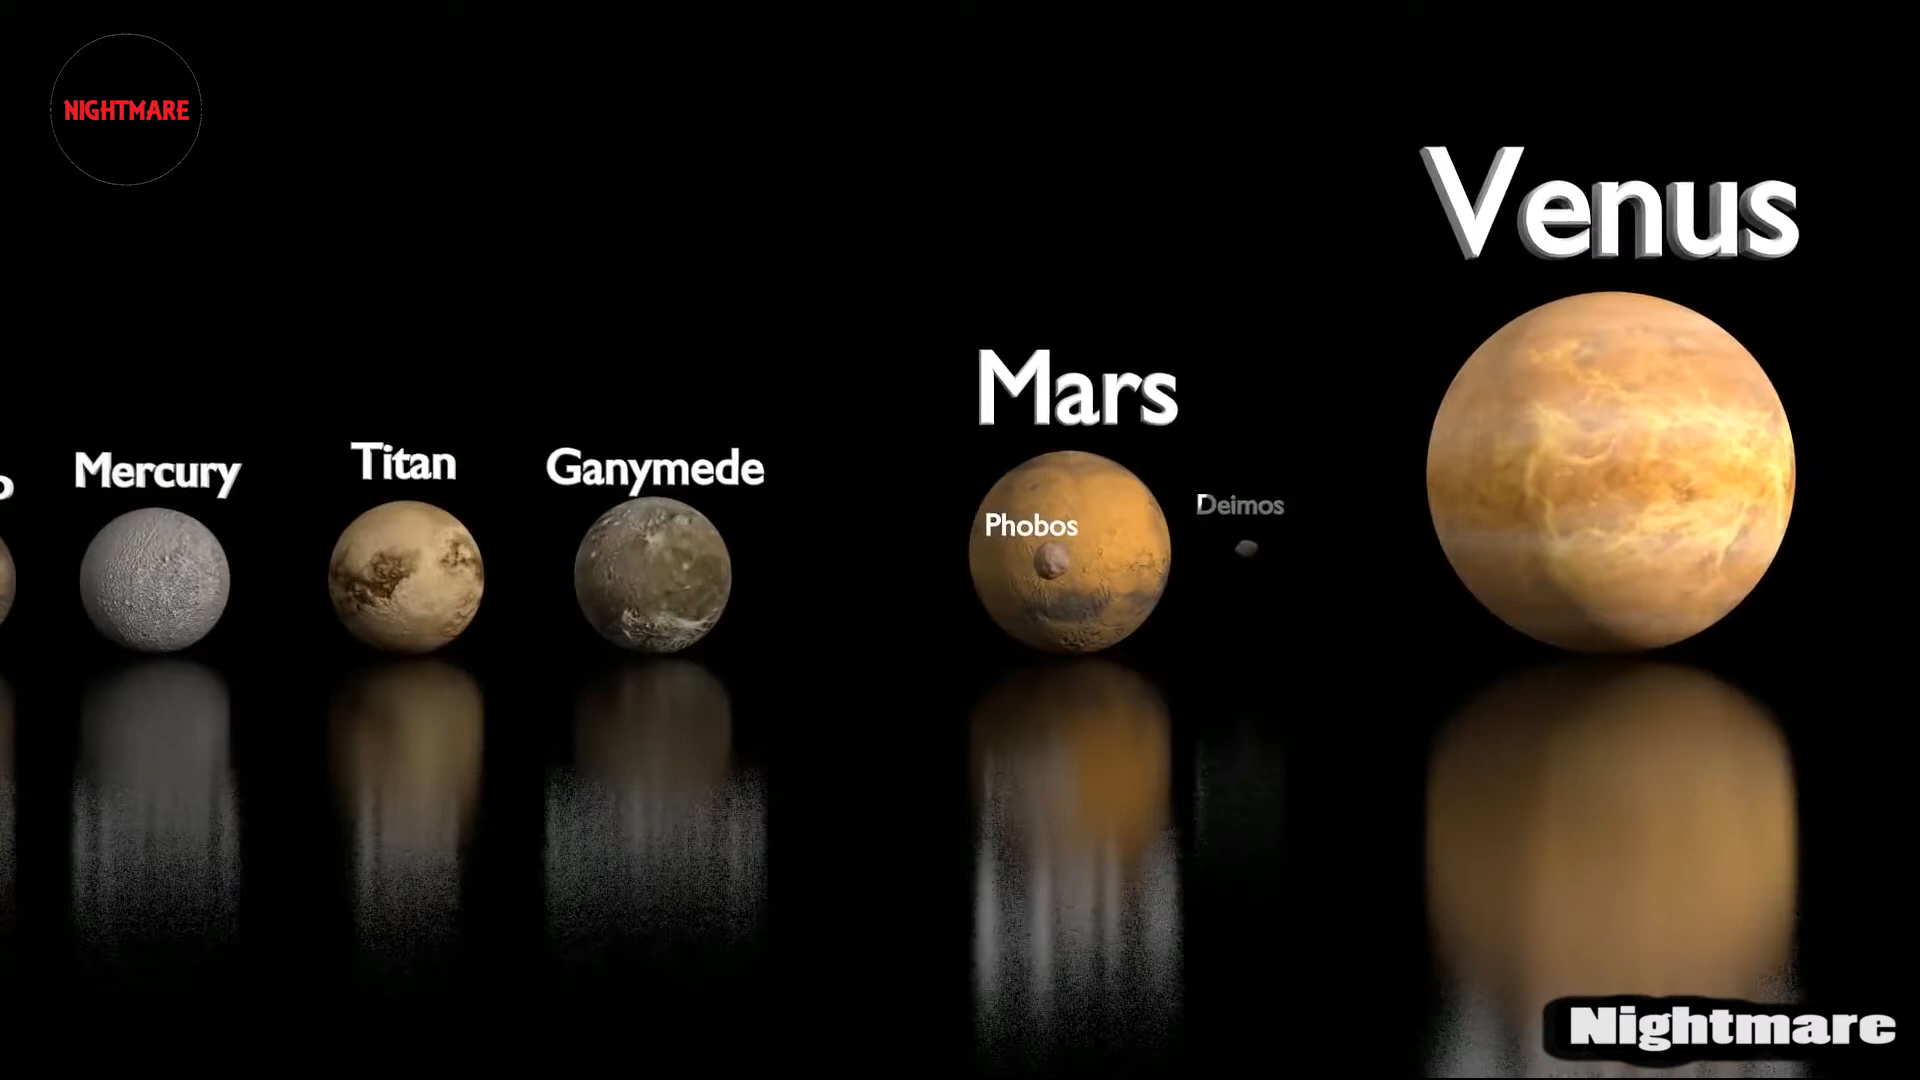 NIGHTMARE
Venus
Mars
Mercury
Titan
Ganymede
Phobos
Deimos
Nightmare